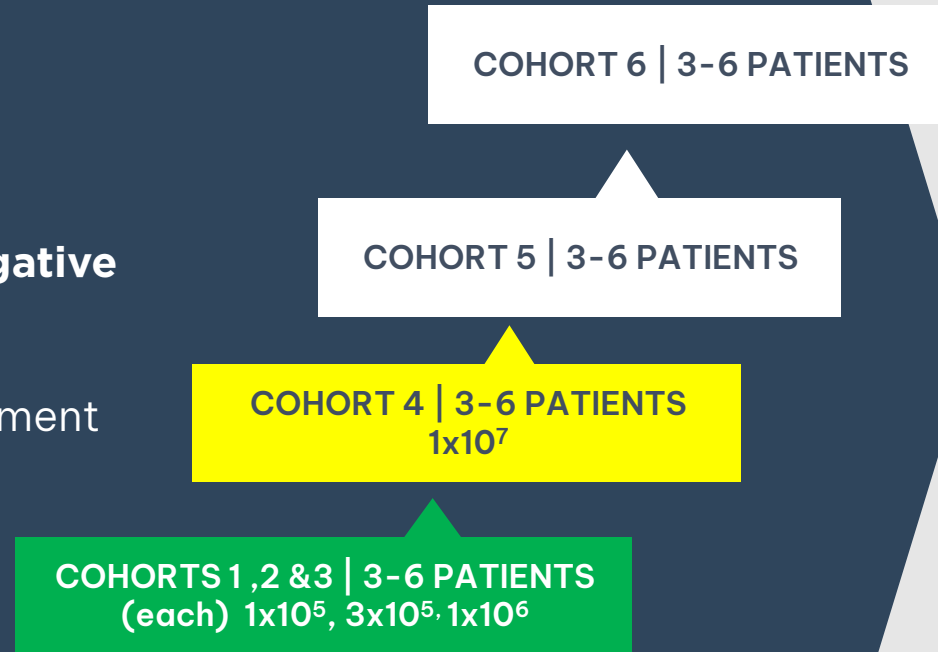 COHORT 6 | 3-6 PATIENTS
gative
COHORT 5 | 3-6 PATIENTS
COHORT 4 | 3-6 PATIENTS
1x10⁷
ment
COHORTS 1 ,2 &3 | 3-6 PATIENTS
(each) 1x10⁵, 3x10⁵, 1x10⁶